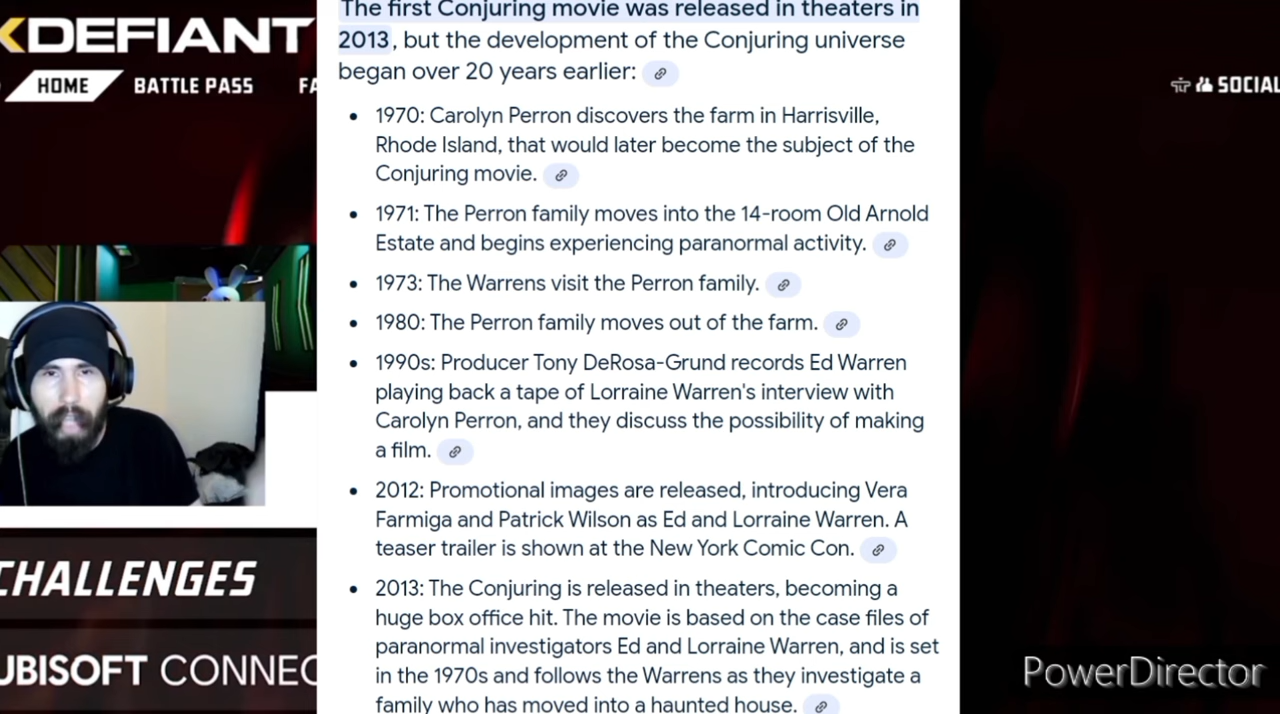 The first Conjuring movie was released in theaters in
2013, but the development of the Conjuring universe
began over 20 years earlier:
• 1970: Carolyn Perron discovers the farm in Harrisville,
Rhode Island, that would later become the subject of the
Conjuring movie.
• 1971: The Perron family moves into the 14-room Old Arnold
Estate and begins experiencing paranormal activity.
• 1973: The Warrens visit the Perron family.
• 1980: The Perron family moves out of the farm.
• 1990s: Producer Tony DeRosa-Grund records Ed Warren
playing back a tape of Lorraine Warren's interview with
Carolyn Perron, and they discuss the possibility of making
a film.
• 2012: Promotional images are released, introducing Vera
Farmiga and Patrick Wilson as Ed and Lorraine Warren. A
teaser trailer is shown at the New York Comic Con.
• 2013: The Conjuring is released in theaters, becoming a
huge box office hit. The movie is based on the case files of
paranormal investigators Ed and Lorraine Warren, and is set
in the 1970s and follows the Warrens as they investigate a
family who has moved into a haunted house.
XDEFIANT
HOME BATTLE PASS FA
SOCIAL
CHALLENGES
UBISOFT CONNEC
PowerDirector